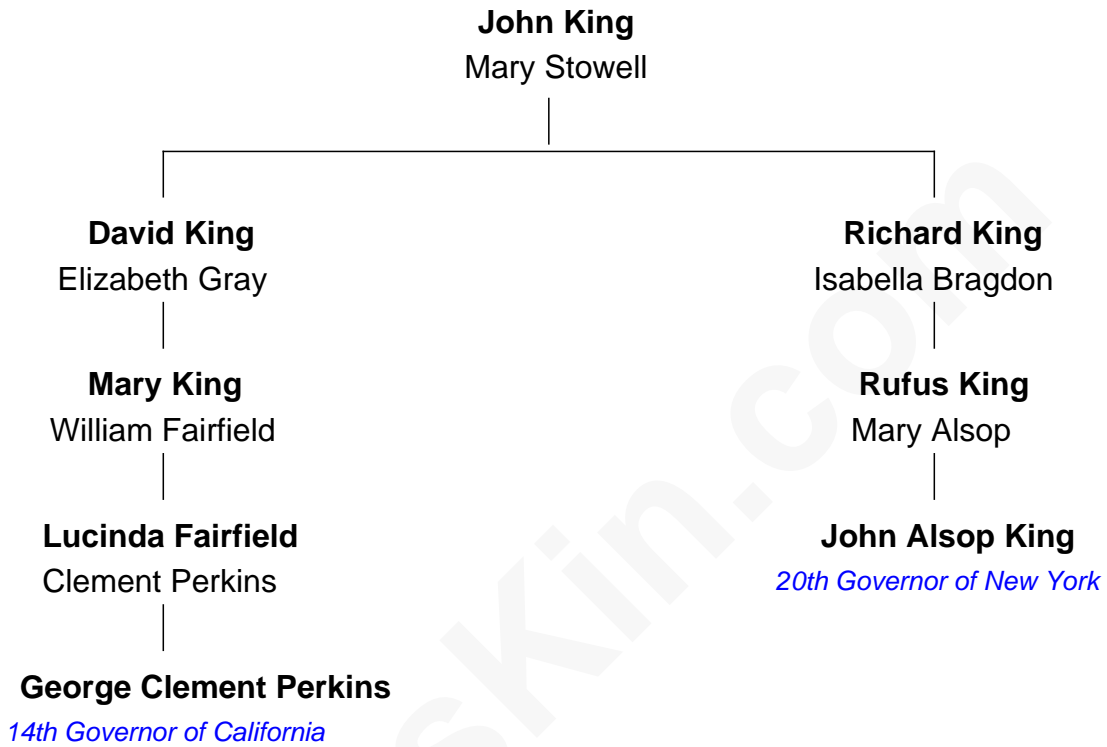 John King
Mary Stowell
David King
Elizabeth Gray
Richard King
Isabella Bragdon
Mary King
William Fairfield
Rufus King
Mary Alsop
Lucinda Fairfield
Clement Perkins
John Alsop King
20th Governor of New York
George Clement Perkins
14th Governor of California
sKin.com